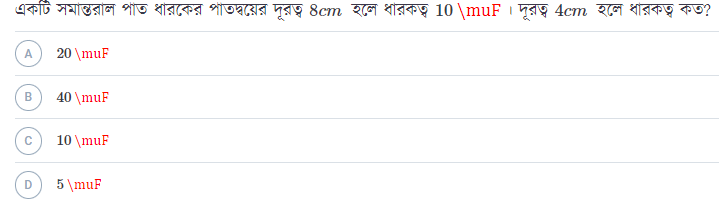 একটি সমান্তরাল পাত ধারকের পাতদ্বয়ের দূরত্ব 8cm হলে ধারকত্ব 10 \muF । দূরত্ব 4cm হলে ধারকত্ব কত?
A 20 \muF
B 40 \muF
C 10 \muF
D 5 \muF